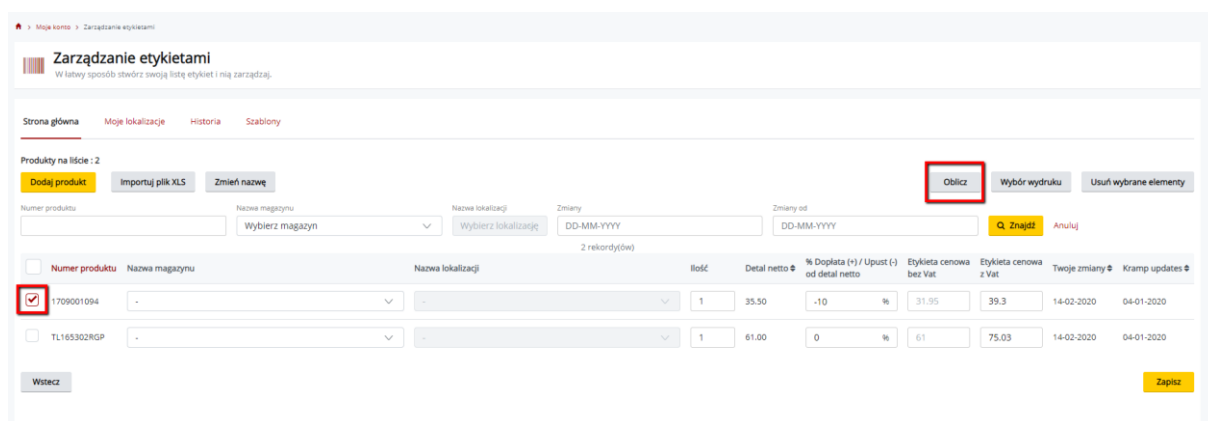 > Moje konto > Zarządzanie etykietami
Zarządzanie etykietami
W łatwy sposób stwórz swoją listę etykiet i nią zarządzaj.
Strona główna Moje lokalizacje Historia Szablony
Produkty na liście : 2
Dodaj produkt Importuj plik XLS Zmień nazwę Oblicz Wybór wydruku Usuń wybrane elementy
Numer produktu Nazwa magazynu Nazwa lokalizacji Zmiany Zmiany od
Wybierz magazyn Wybierz lokalizację DD-MM-YYYY DD-MM-YYYY Znajdź Anuluj
2 rekordy(ów)
Numer produktu Nazwa magazynu Nazwa lokalizacji Ilość Detal netto % Dopłata (+) / Upust (-) od detal netto Etykieta cenowa bez Vat Etykieta cenowa z Vat Twoje zmiany Kramp updates
1709001094 - - 1 35.50 -10 % 31.95 39.3 14-02-2020 04-01-2020
TL165302RGP - - 1 61.00 0 % 61 75.03 14-02-2020 04-01-2020
Wstecz Zapisz